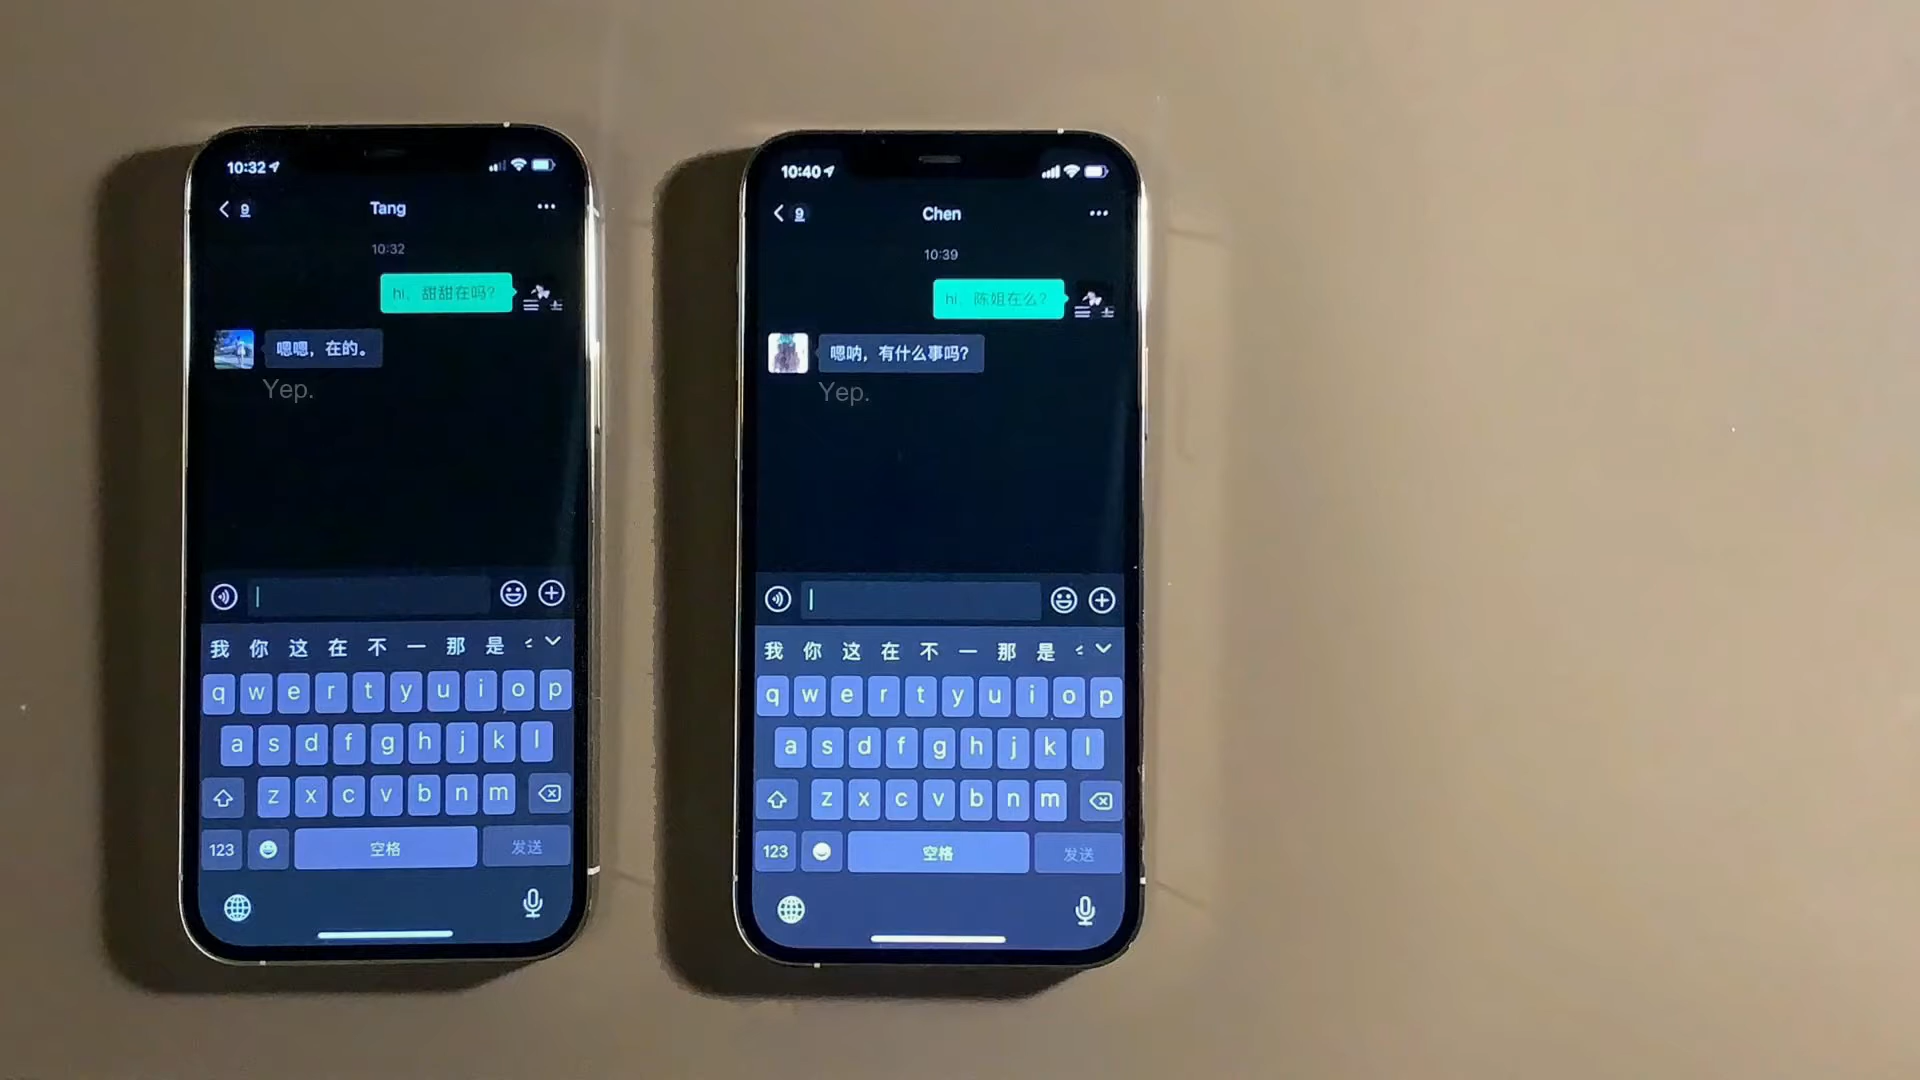 10:32
9
Tang
10:32
hi，甜甜在吗？
嗯嗯，在的。
Yep.
我 你 这 在 不 一 那 是
q w e r t y u i o p
a s d f g h j k l
z x c v b n m
123
空格
发送
10:40
9
Chen
10:39
hi，陈姐在么？
嗯呐，有什么事吗？
Yep.
我 你 这 在 不 一 那 是
q w e r t y u i o p
a s d f g h j k l
z x c v b n m
123
空格
发送